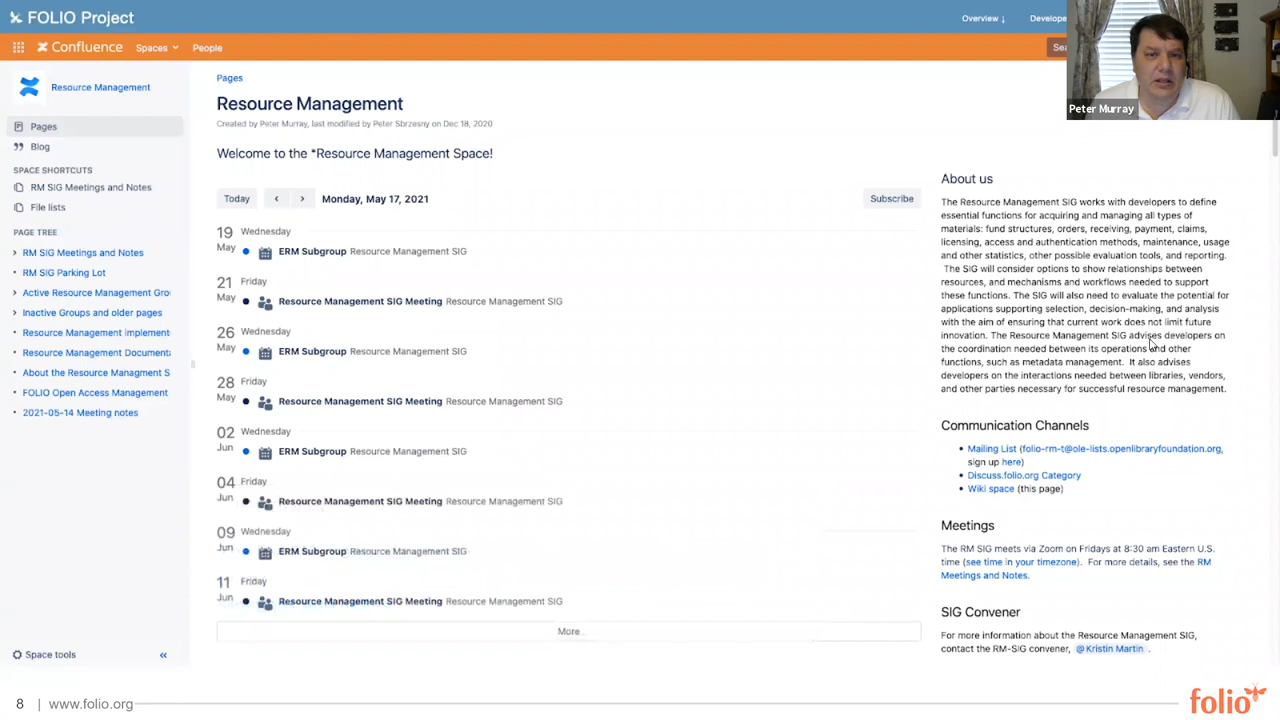 FOLIO Project
Overview ↓
Confluence
Spaces
People
Peter Murray
Resource Management
Pages
Blog
SPACE SHORTCUTS
RM SIG Meetings and Notes
File lists
PAGE TREE
RM SIG Meetings and Notes
RM SIG Parking Lot
Active Resource Management Gro
Inactive Groups and older pages
Resource Management Implement
Resource Management Documenta
About the Resource Managment S
FOLIO Open Access Management
2021-05-14 Meeting notes
Space tools
Pages
Resource Management
Created by Peter Murray, last modified by Peter Sbrzesny on Dec 18, 2020
Welcome to the *Resource Management Space!
Today
Monday, May 17, 2021
Subscribe
19 Wednesday
May ERM Subgroup Resource Management SIG
21 Friday
May Resource Management SIG Meeting Resource Management SIG
26 Wednesday
May ERM Subgroup Resource Management SIG
28 Friday
May Resource Management SIG Meeting Resource Management SIG
02 Wednesday
Jun ERM Subgroup Resource Management SIG
04 Friday
Jun Resource Management SIG Meeting Resource Management SIG
09 Wednesday
Jun ERM Subgroup Resource Management SIG
11 Friday
Jun Resource Management SIG Meeting Resource Management SIG
More...
About us
The Resource Management SIG works with developers to define
essential functions for acquiring and managing all types of
materials: fund structures, orders, receiving, payment, claims,
licensing, access and authentication methods, maintenance, usage
and other statistics, other possible evaluation tools, and reporting.
The SIG will consider options to show relationships between
resources, and mechanisms and workflows needed to support
these functions. The SIG will also need to evaluate the potential for
applications supporting selection, decision-making, and analysis
with the aim of ensuring that current work does not limit future
innovation. The Resource Management SIG advises developers on
the coordination needed between its operations and other
functions, such as metadata management. It also advises
developers on the interactions needed between libraries, vendors,
and other parties necessary for successful resource management.
Communication Channels
Mailing List (folio-rm-t@ole-lists.openlibraryfoundation.org,
sign up here)
Discuss.folio.org Category
Wiki space (this page)
Meetings
The RM SIG meets via Zoom on Fridays at 8:30 am Eastern U.S.
time (see time in your timezone). For more details, see the RM
Meetings and Notes.
SIG Convener
For more information about the Resource Management SIG,
contact the RM-SIG convener, @Kristin Martin .
8 | www.folio.org
folio